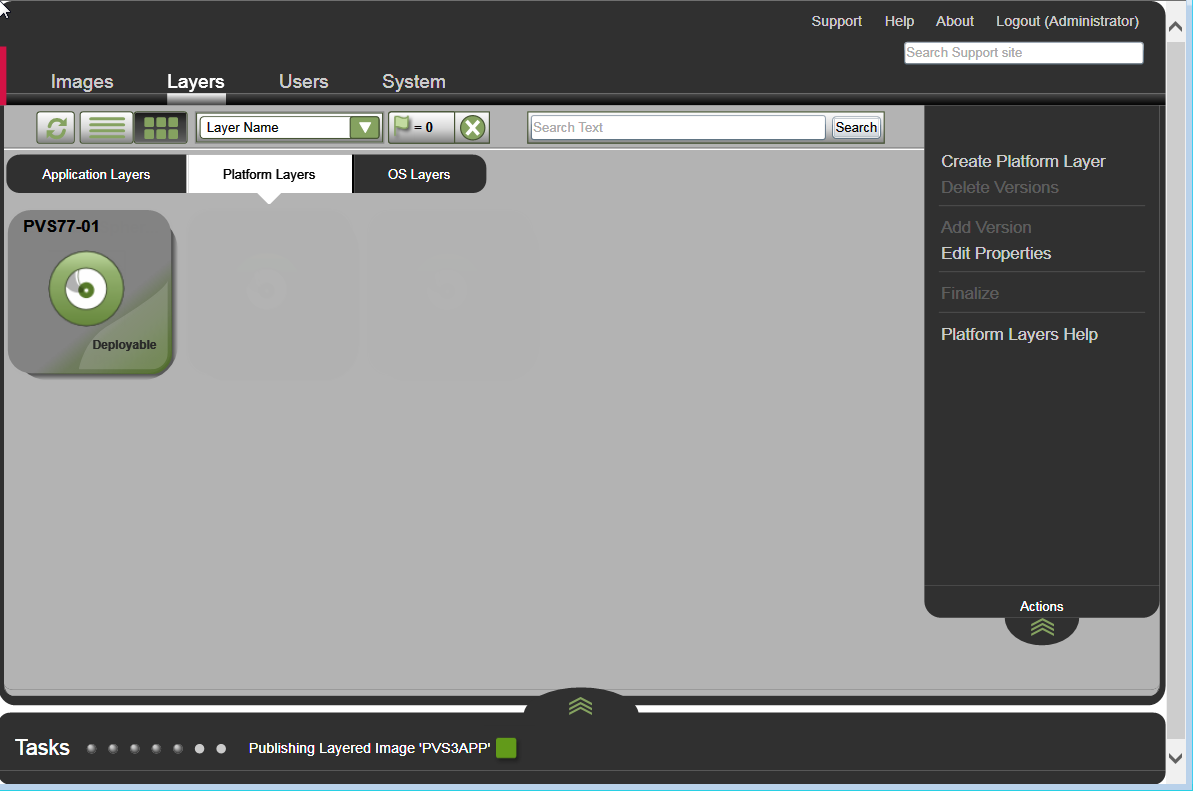 Support Help About Logout (Administrator)
Search Support site
Images Layers Users System
Layer Name = 0 Search Text Search
Application Layers Platform Layers OS Layers
PVS77-01
Deployable
Create Platform Layer
Delete Versions
Add Version
Edit Properties
Finalize
Platform Layers Help
Actions
Tasks Publishing Layered Image 'PVS3APP'